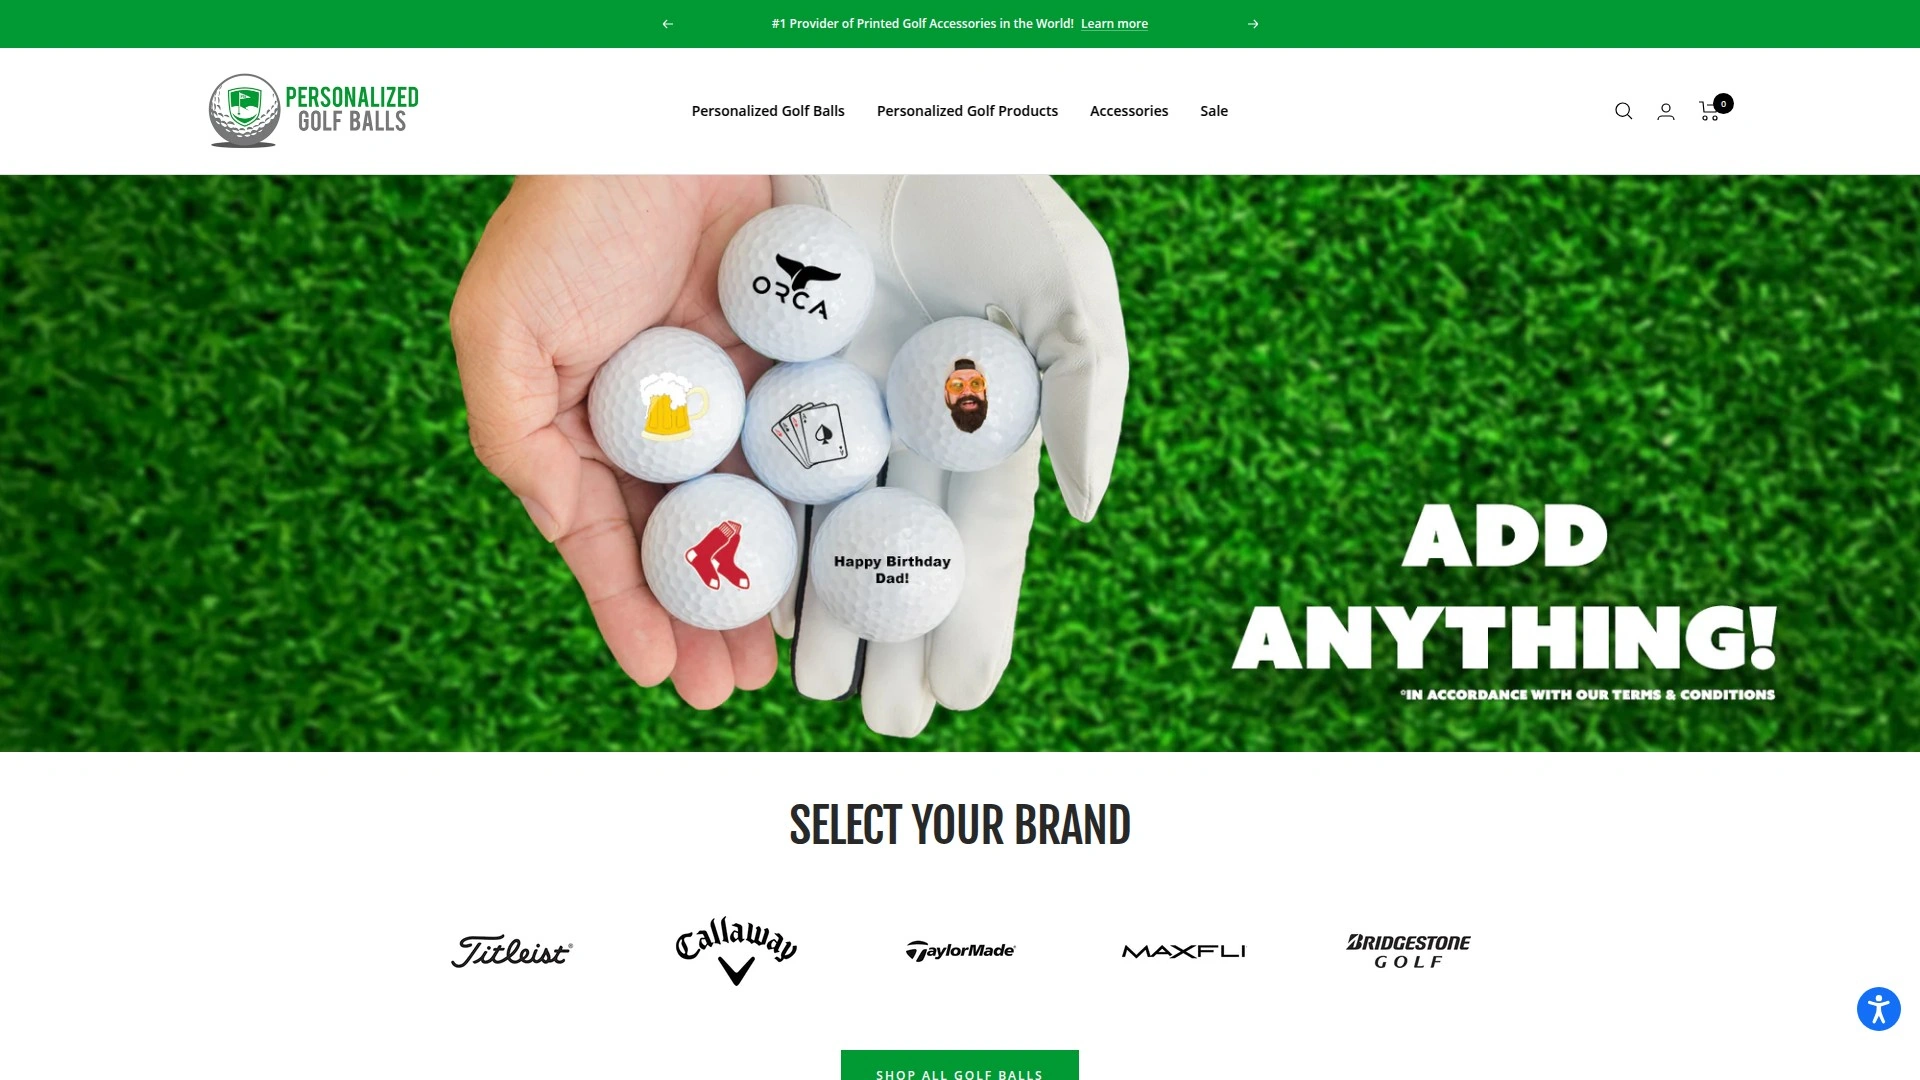 #1 Provider of Printed Golf Accessories in the World! Learn more
PERSONALIZED
GOLF BALLS
Personalized Golf Balls Personalized Golf Products Accessories Sale
0
ORCA
Happy Birthday
Dad!
ADD
ANYTHING!
*IN ACCORDANCE WITH OUR TERMS & CONDITIONS
SELECT YOUR BRAND
Titleist®
Callaway
TaylorMade
MAXFLI
BRIDGESTONE
GOLF
SHOP ALL GOLF BALLS